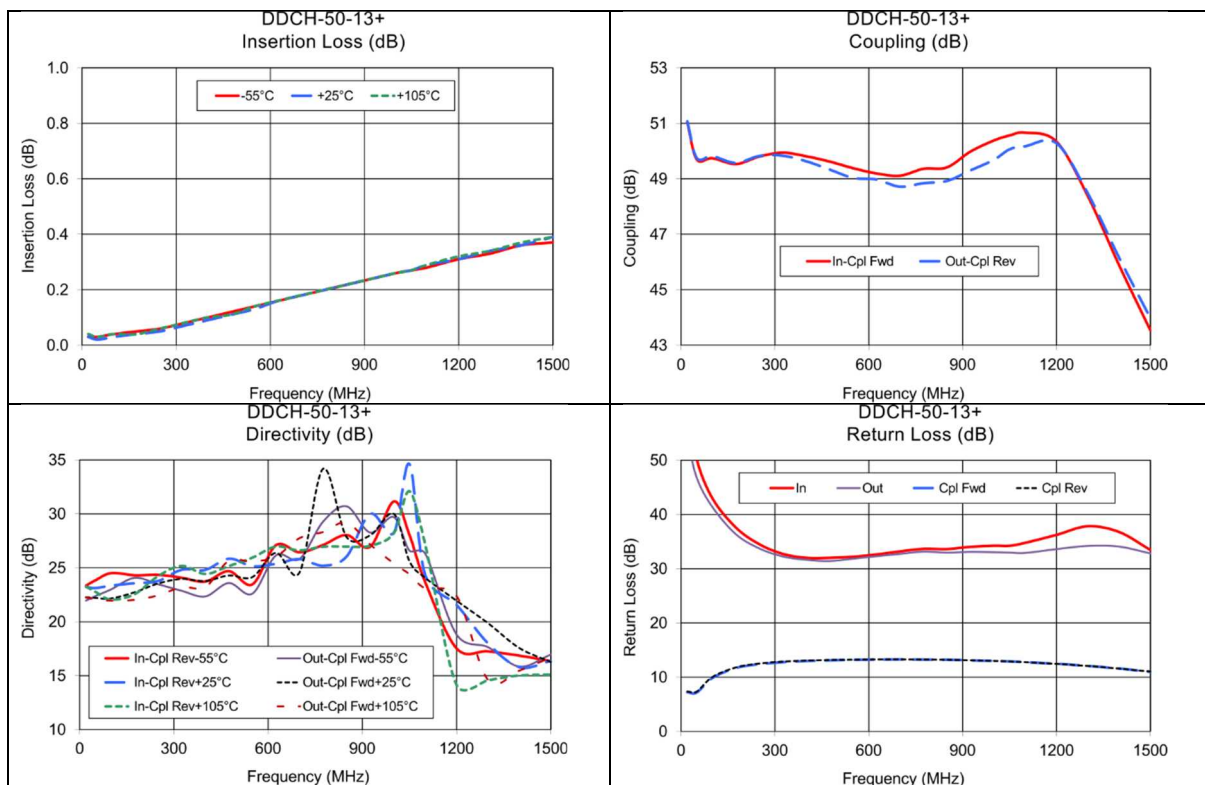 DDCH-50-13+
Insertion Loss (dB)
1.0
-55°C +25°C +105°C
0.8
0.6
Insertion Loss (dB)
0.4
0.2
0.0
0 300 600 900 1200 1500
Frequency (MHz)
DDCH-50-13+
Coupling (dB)
53
51
49
Coupling (dB)
47
In-Cpl Fwd Out-Cpl Rev
45
43
0 300 600 900 1200 1500
Frequency (MHz)
DDCH-50-13+
Directivity (dB)
35
30
25
Directivity (dB)
20
In-Cpl Rev-55°C Out-Cpl Fwd-55°C
In-Cpl Rev+25°C Out-Cpl Fwd+25°C
In-Cpl Rev+105°C Out-Cpl Fwd+105°C
15
10
0 300 600 900 1200 1500
Frequency (MHz)
DDCH-50-13+
Return Loss (dB)
50
In Out Cpl Fwd Cpl Rev
40
30
Return Loss (dB)
20
10
0
0 300 600 900 1200 1500
Frequency (MHz)